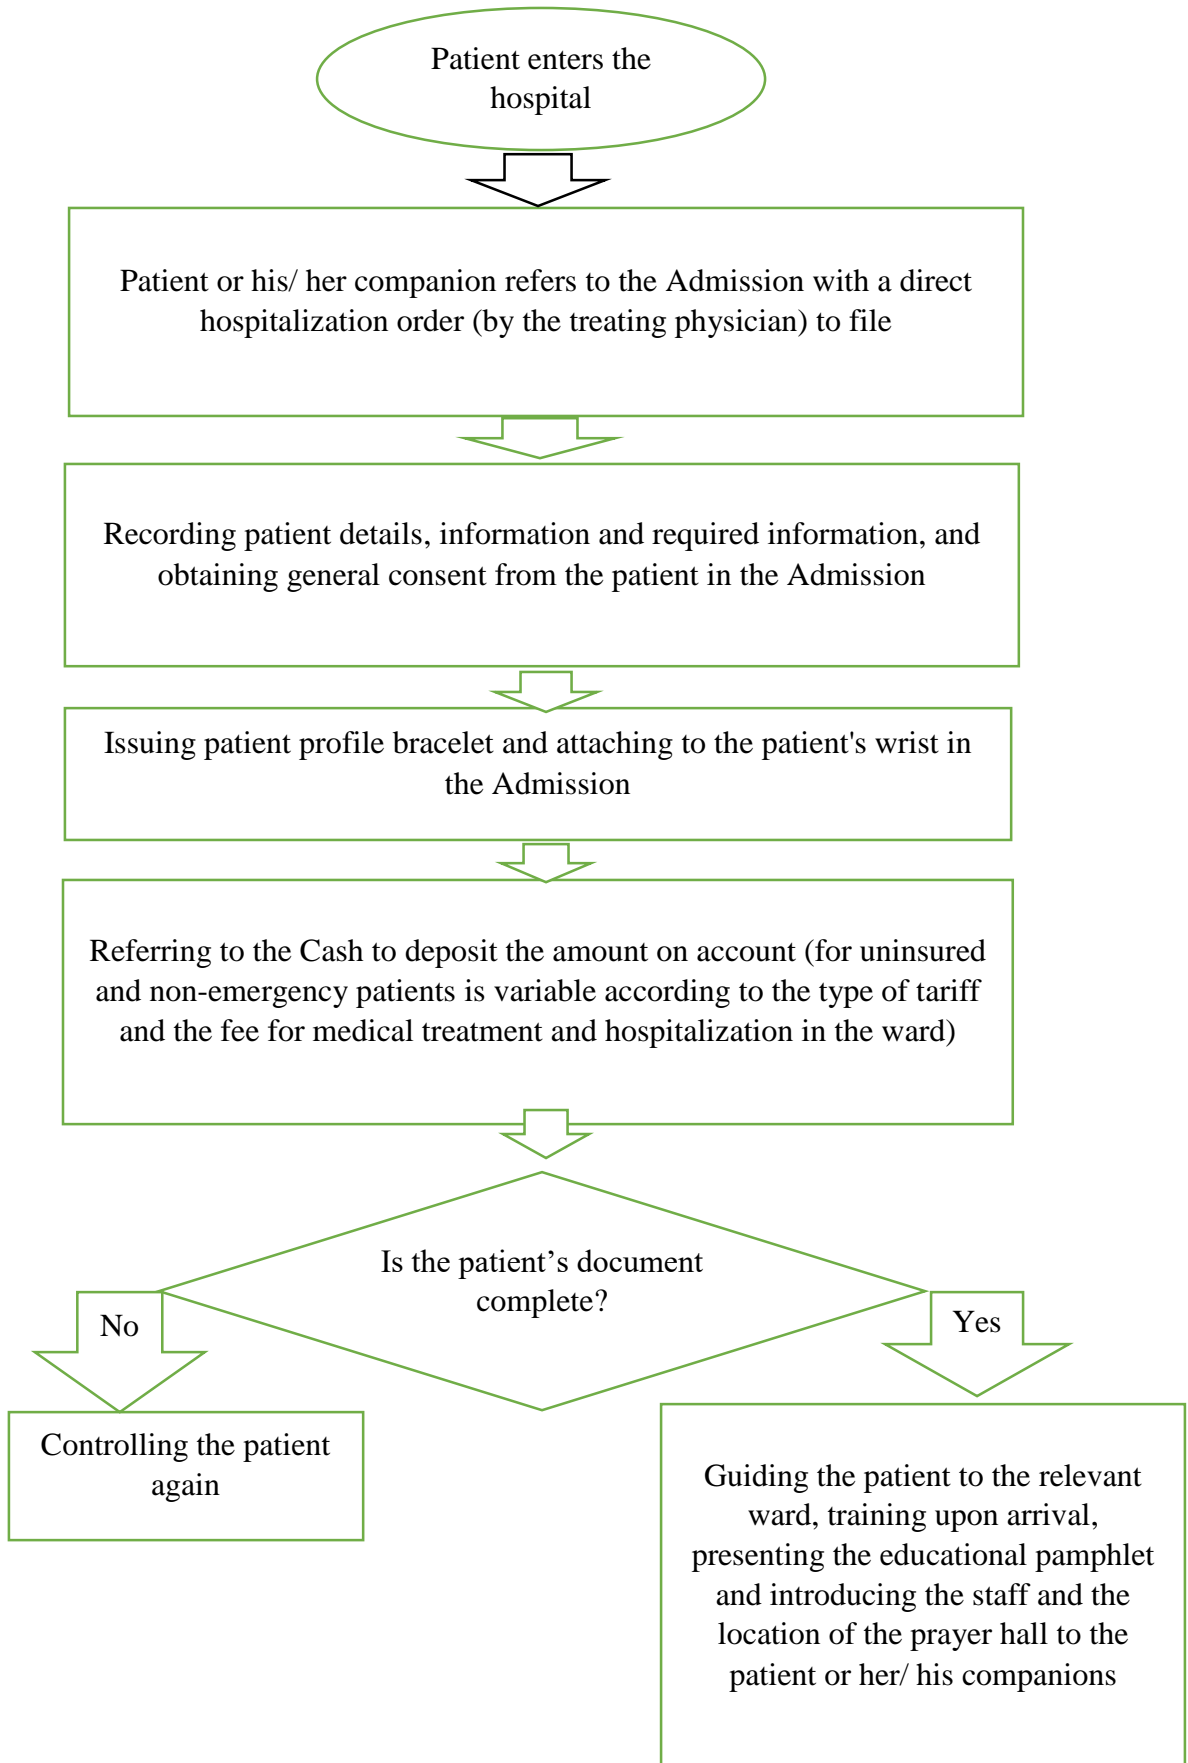 Patient enters the
hospital
Patient or his/ her companion refers to the Admission with a direct
hospitalization order (by the treating physician) to file
Recording patient details, information and required information, and
obtaining general consent from the patient in the Admission
Issuing patient profile bracelet and attaching to the patient's wrist in
the Admission
Referring to the Cash to deposit the amount on account (for uninsured
and non-emergency patients is variable according to the type of tariff
and the fee for medical treatment and hospitalization in the ward)
Is the patient’s document
complete?
No
Yes
Controlling the patient
again
Guiding the patient to the relevant
ward, training upon arrival,
presenting the educational pamphlet
and introducing the staff and the
location of the prayer hall to the
patient or her/ his companions